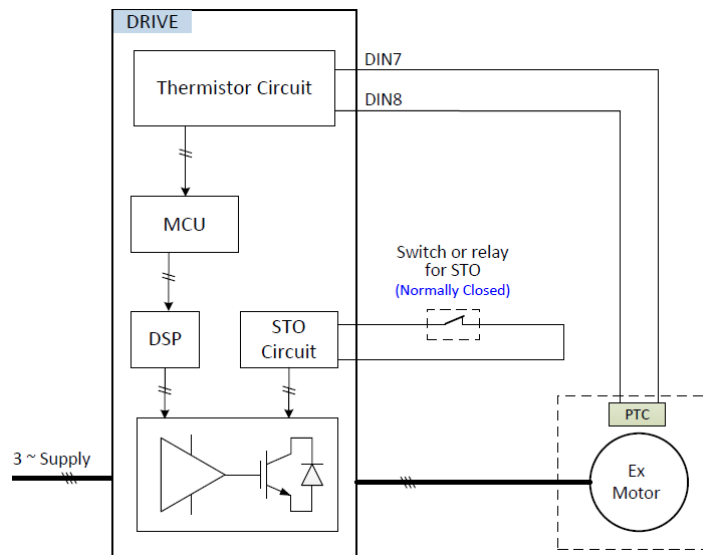 DRIVE
Thermistor Circuit
DIN7
DIN8
MCU
Switch or relay
for STO
(Normally Closed)
DSP
STO
Circuit
PTC
3 ~ Supply
Ex
Motor